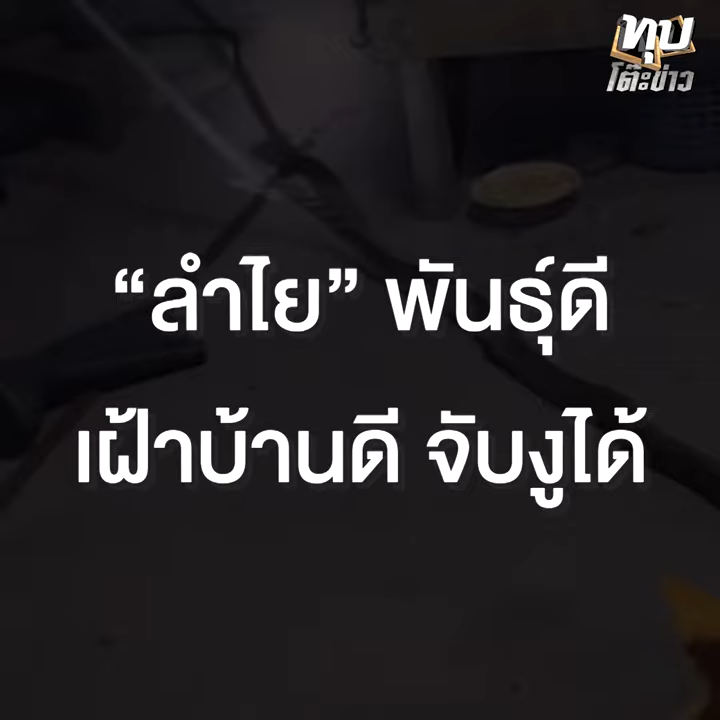 ทุบ
โต๊ะข่าว
“ลำไย” พันธุ์ดี
เฝ้าบ้านดี จับงูได้